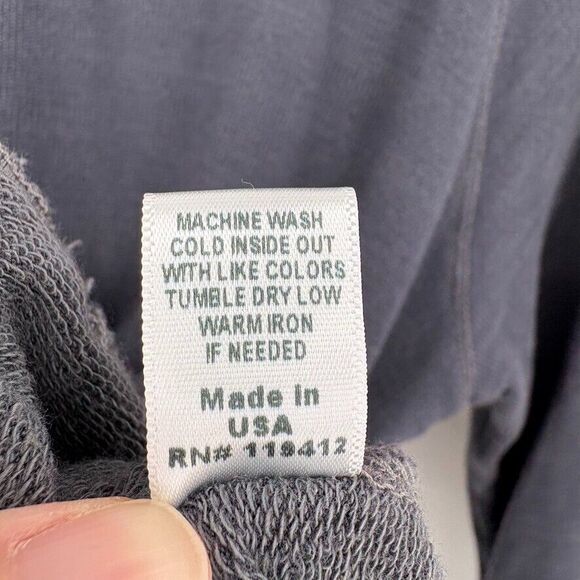 MACHINE WASH
COLD INSIDE OUT
WITH LIKE COLORS
TUMBLE DRY LOW
WARM IRON
IF NEEDED
Made In
USA
RN# 119412